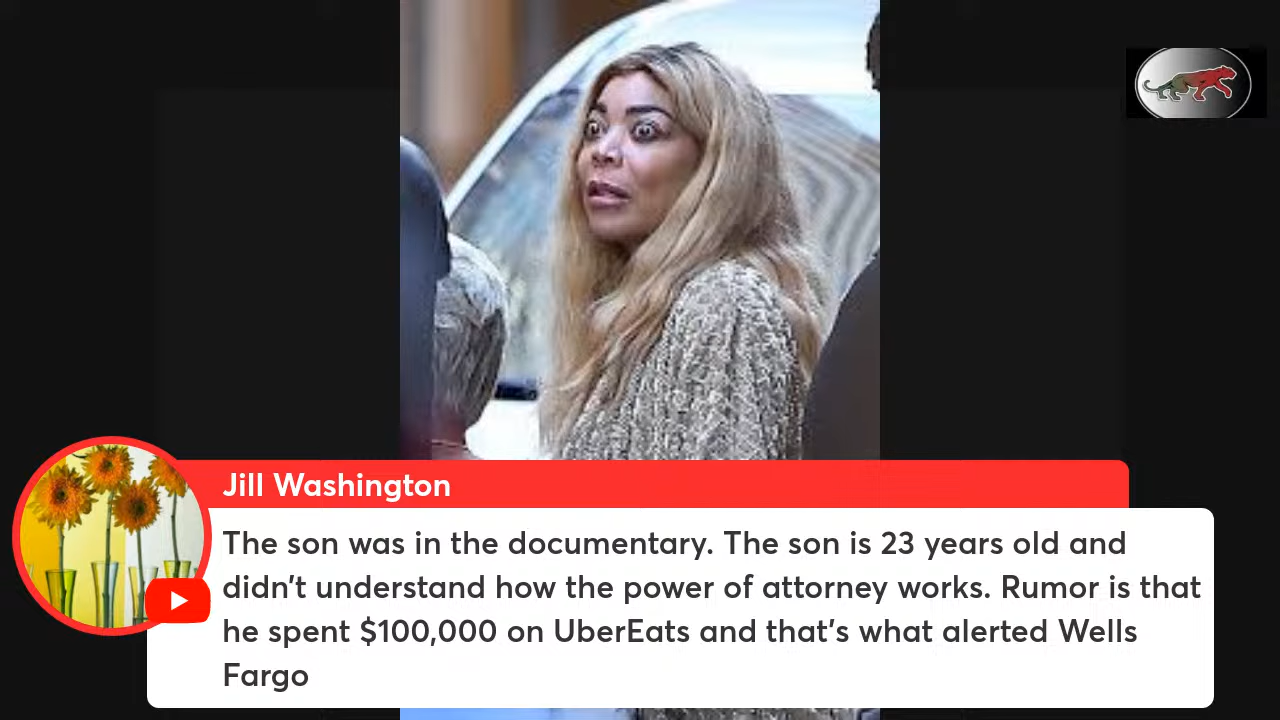 Jill Washington
The son was in the documentary. The son is 23 years old and
didn't understand how the power of attorney works. Rumor is that
he spent $100,000 on UberEats and that's what alerted Wells
Fargo